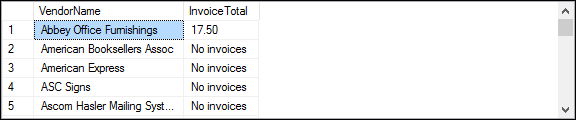 VendorName InvoiceTotal
1 Abbey Office Furnishings 17.50
2 American Booksellers Assoc No invoices
3 American Express No invoices
4 ASC Signs No invoices
5 Ascom Hasler Mailing Syst... No invoices